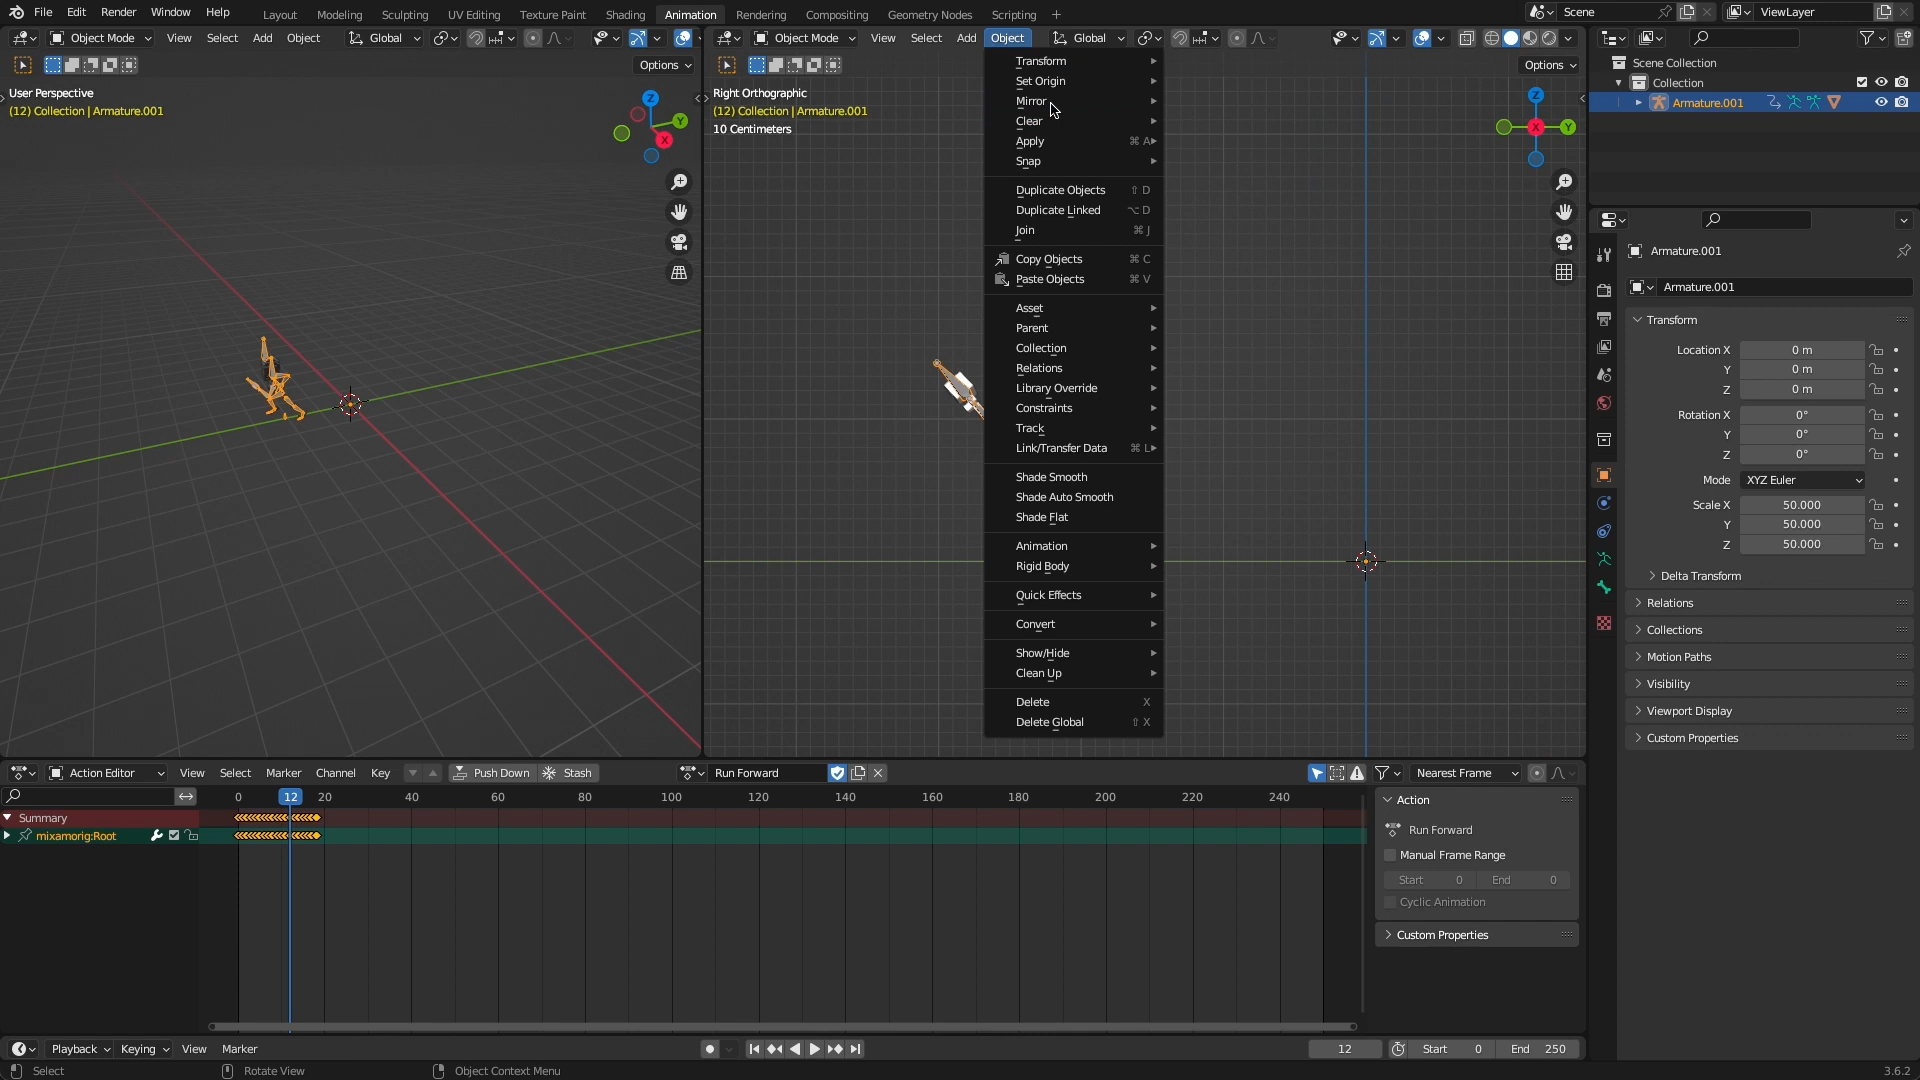 File Edit Render Window Help
Layout Modeling Sculpting UV Editing Texture Paint Shading Animation Rendering Compositing Geometry Nodes Scripting +
Scene
ViewLayer
Object Mode View Select Add Object Global
Options
User Perspective
(12) Collection | Armature.001
Z
Y
X
Object Mode View Select Add Object Global
Options
Right Orthographic
(12) Collection | Armature.001
10 Centimeters
Z
X
Y
Transform
Set Origin
Mirror
Clear
Apply ⌘ A
Snap
Duplicate Objects ⇧ D
Duplicate Linked ⌥ D
Join ⌘ J
Copy Objects ⌘ C
Paste Objects ⌘ V
Asset
Parent
Collection
Relations
Library Override
Constraints
Track
Link/Transfer Data ⌘ L
Shade Smooth
Shade Auto Smooth
Shade Flat
Animation
Rigid Body
Quick Effects
Convert
Show/Hide
Clean Up
Delete X
Delete Global ⇧ X
Scene Collection
Collection
Armature.001
Armature.001
Armature.001
Transform
Location X 0 m
Y 0 m
Z 0 m
Rotation X 0°
Y 0°
Z 0°
Mode XYZ Euler
Scale X 50.000
Y 50.000
Z 50.000
Delta Transform
Relations
Collections
Motion Paths
Visibility
Viewport Display
Custom Properties
Action Editor View Select Marker Channel Key Push Down Stash Run Forward Nearest Frame
0 12 20 40 60 80 100 120 140 160 180 200 220 240
Summary
mixamorig:Root
Action
Run Forward
Manual Frame Range
Start 0 End 0
Cyclic Animation
Custom Properties
Playback Keying View Marker 12 Start 0 End 250
Select Rotate View Object Context Menu 3.6.2